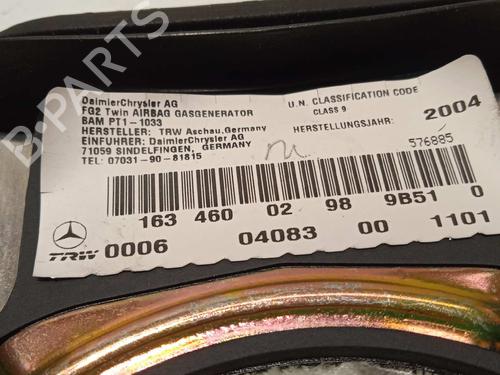 DaimlerChrysler AG
FG2 Twin AIRBAG GASGENERATOR
BAM PT1-1033
HERSTELLER: TRW Aschau,Germany
EINFUHRER: DaimlerChrysler AG
71059 SINDELFINGEN, GERMANY
TEL: 07031-90-81815
U.N. CLASSIFICATION CODE
CLASS 9
HERSTELLUNGSJAHR: 2004
576885
163 460 02 98 9B51 0
TRW 0006 04083 00 1101
B-PARTS